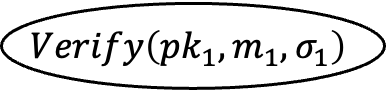 Verify(pk₁, m₁, σ₁)